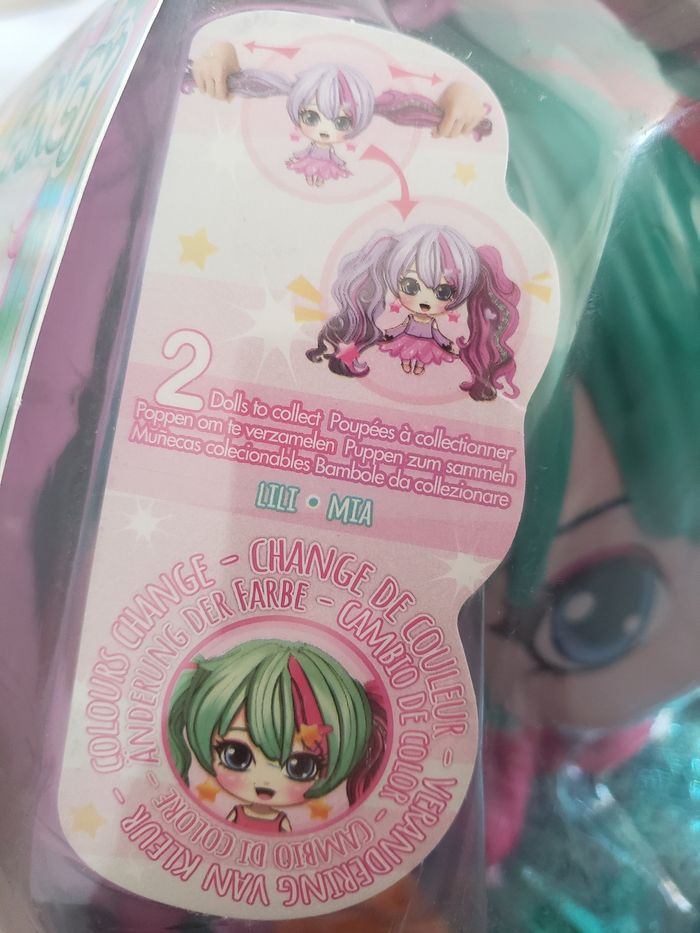 2 Dolls to collect Poupées à collectionner
Poppen om te verzamelen Puppen zum sammeln
Muñecas colecionables Bambole da collezionare
LILI • MIA
COLOURS CHANGE - CHANGE DE COULEUR - VERANDERING VAN KLEUR -
ÄNDERUNG DER FARBE - CAMBIO DE COLOR - CAMBIO DI COLORE -